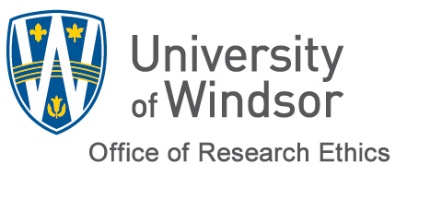 University
of Windsor
Office of Research Ethics